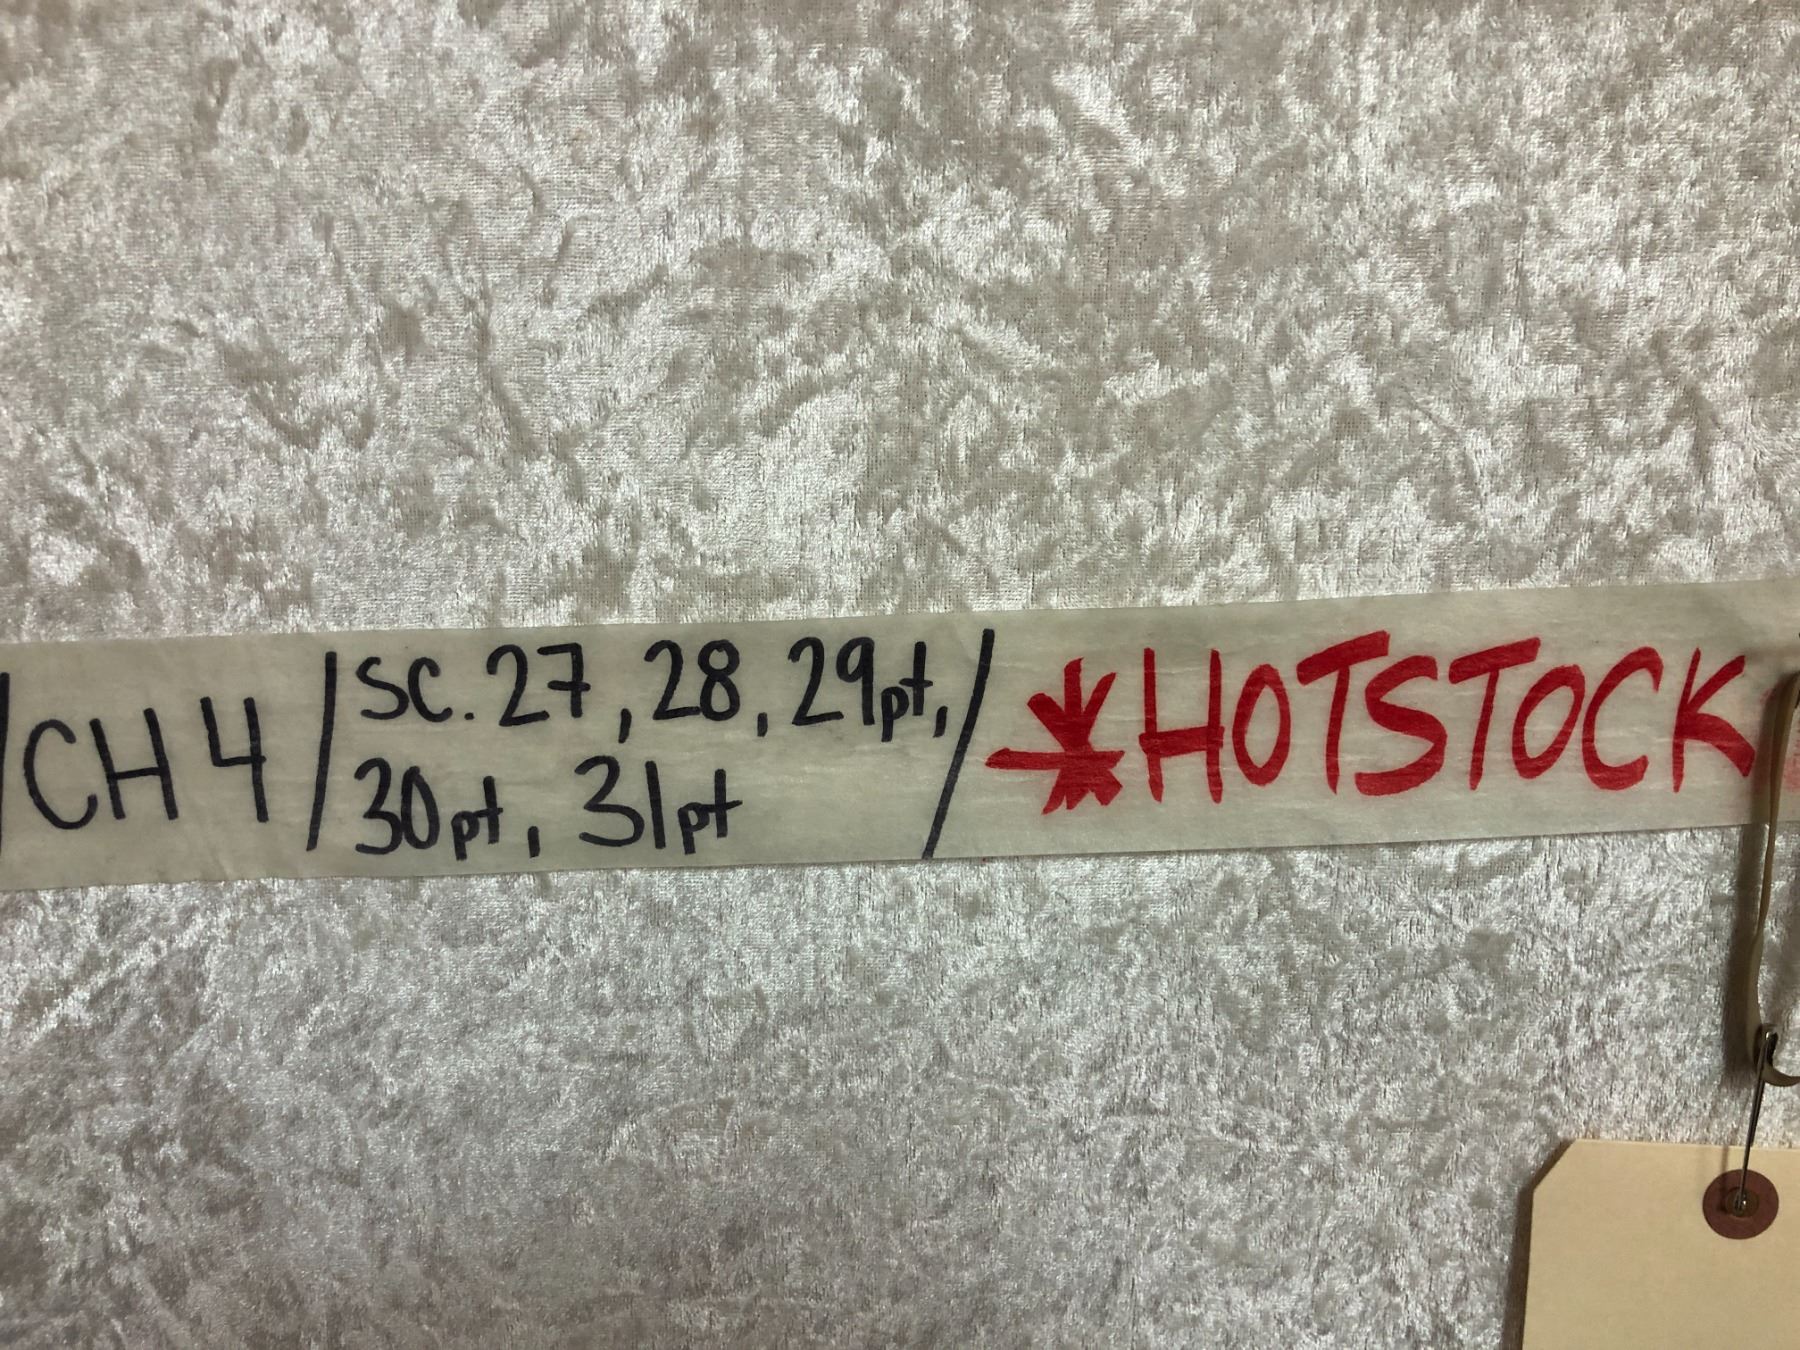 /CH 4/ SC. 27, 28, 29pt, / *HOTSTOCK
30pt, 31pt